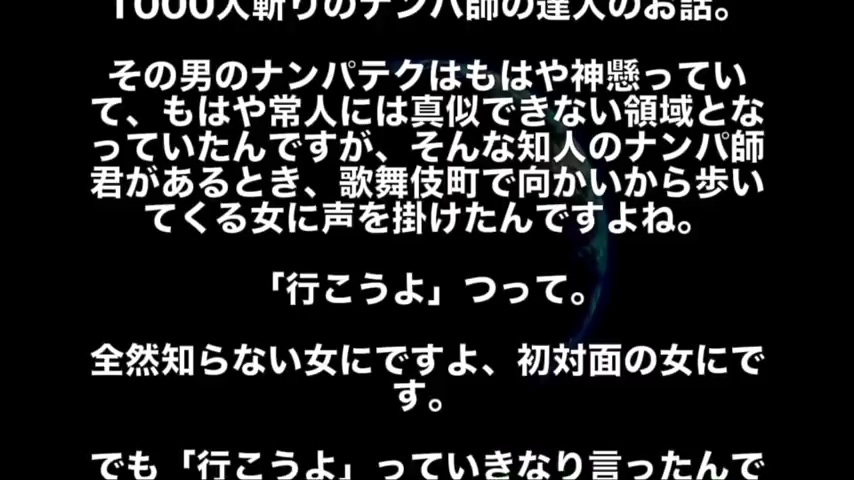 1000人斬りのナンパ師の達人のお話。
その男のナンパテクはもはや神懸ってい
て、もはや常人には真似できない領域とな
っていたんですが、そんな知人のナンパ師
君があるとき、歌舞伎町で向かいから歩い
てくる女に声を掛けたんですよね。
「行こうよ」つって。
全然知らない女にですよ、初対面の女にで
す。
でも「行こうよ」っていきなり言ったんで